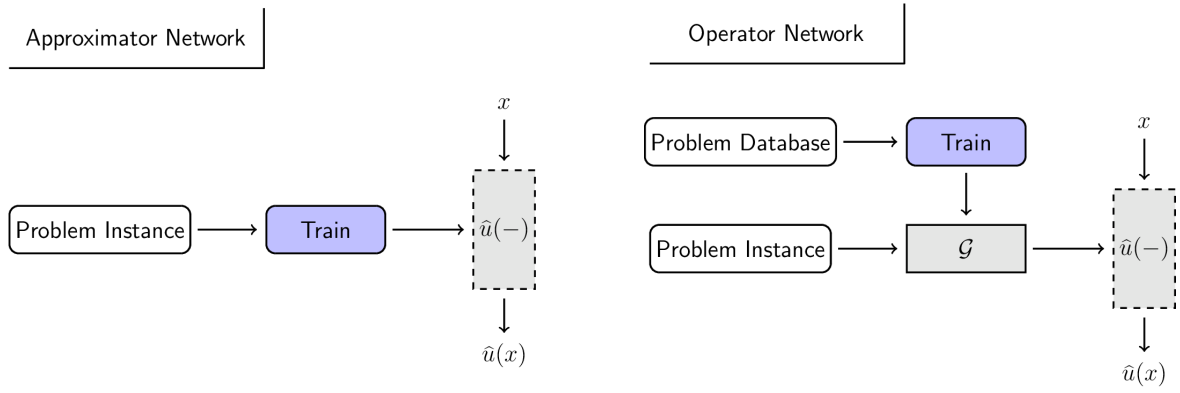 Approximator Network
x
Problem Instance
Train
û(−)
û(x)
Operator Network
Problem Database
Train
x
Problem Instance
𝒢
û(−)
û(x)